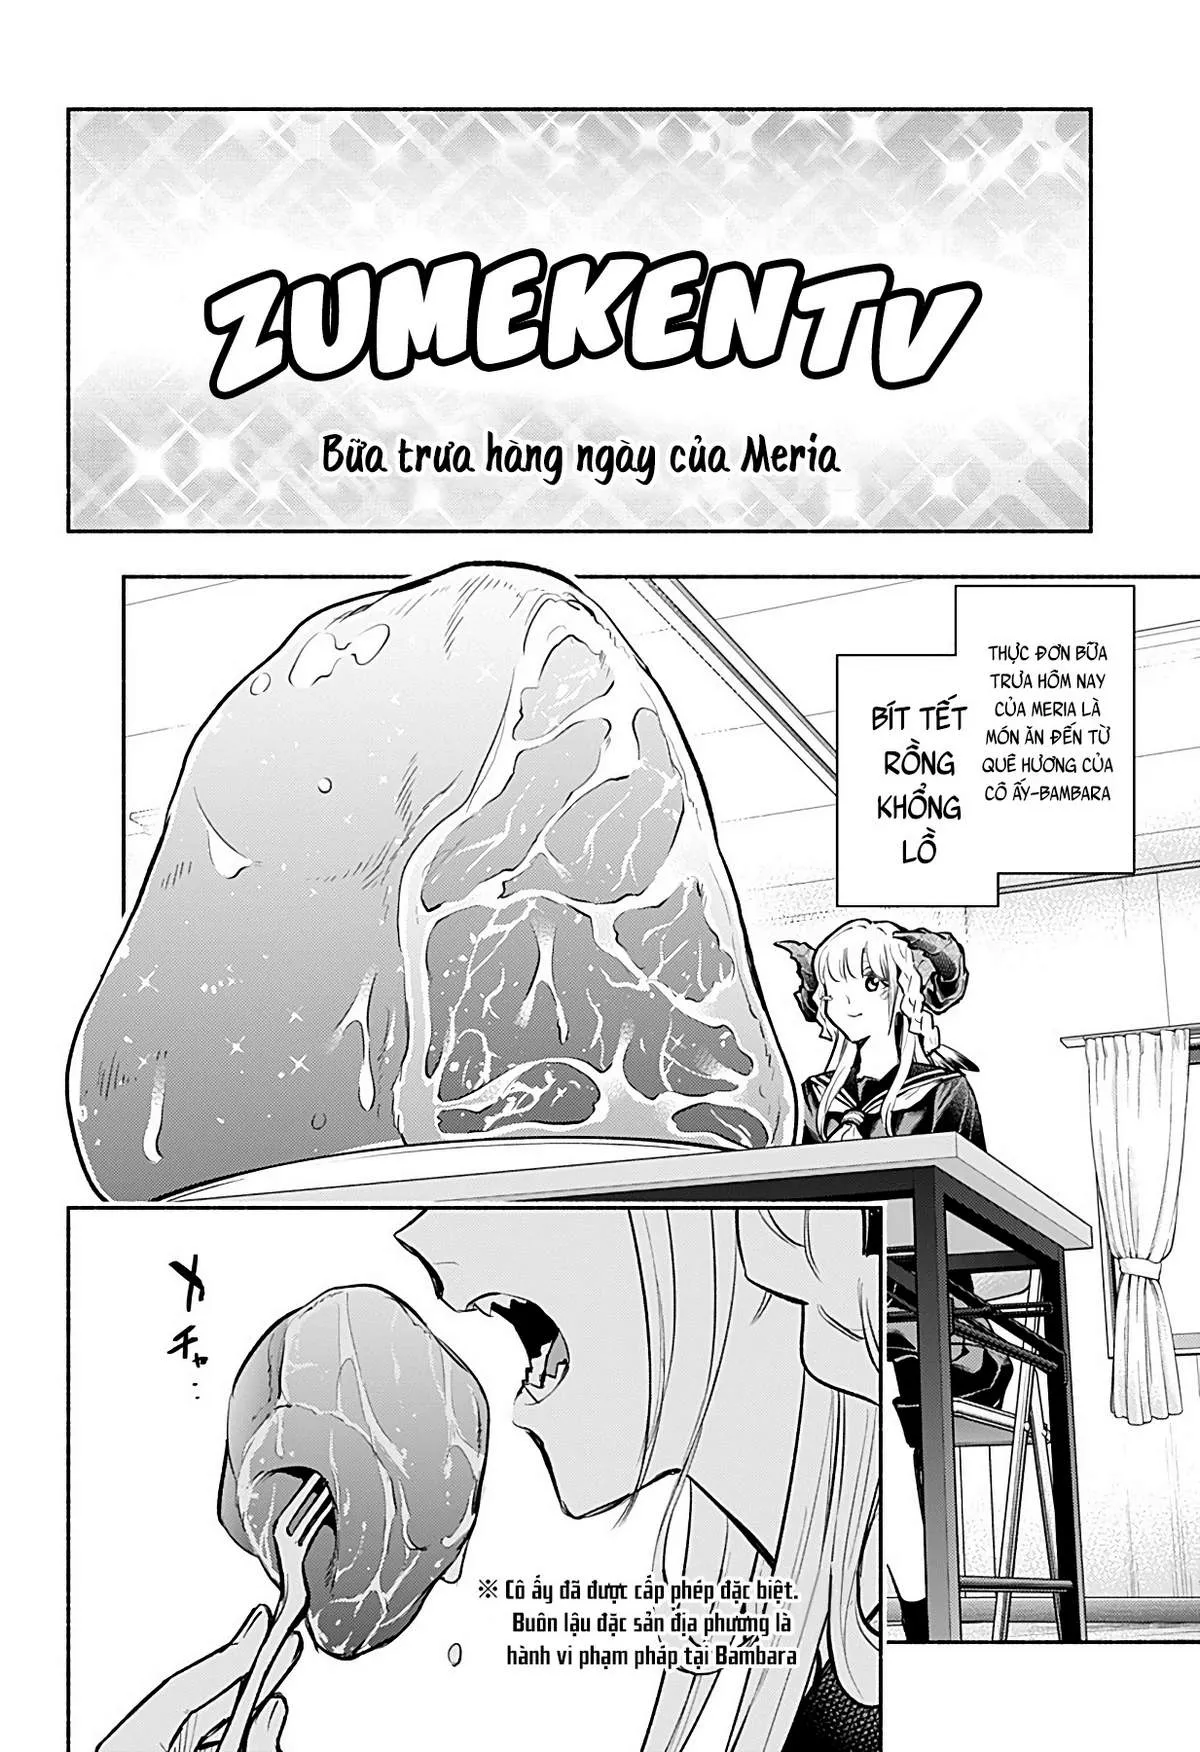 ZUMEKENTV
Bữa trưa hàng ngày của Meria
THỰC ĐƠN BỮA
TRƯA HÔM NAY
CỦA MERIA LÀ
MÓN ĂN ĐẾN TỪ
QUÊ HƯƠNG CỦA
CÔ ẤY-BAMBARA
BÍT TẾT
RỒNG
KHỔNG
LỒ
メチャ…
※ Cô ấy đã được cấp phép đặc biệt.
Buôn lậu đặc sản địa phương là
hành vi phạm pháp tại Bambara